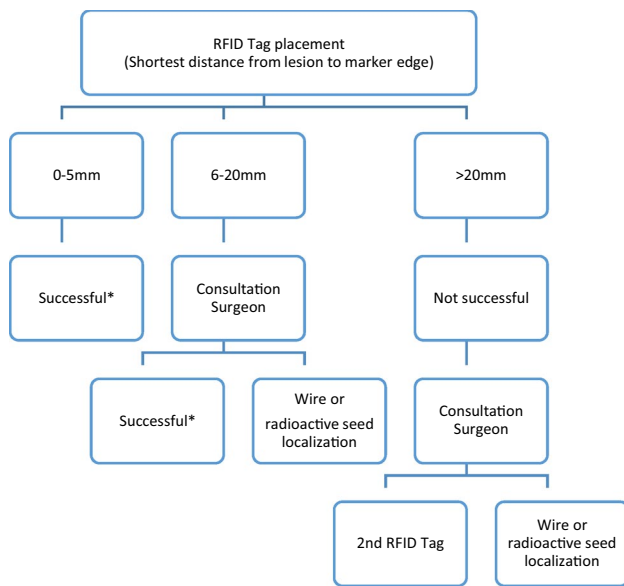 RFID Tag placement
(Shortest distance from lesion to marker edge)
0-5mm
6-20mm
>20mm
Successful*
Consultation
Surgeon
Not successful
Successful*
Wire or
radioactive seed
localization
Consultation
Surgeon
2nd RFID Tag
Wire or
radioactive seed
localization